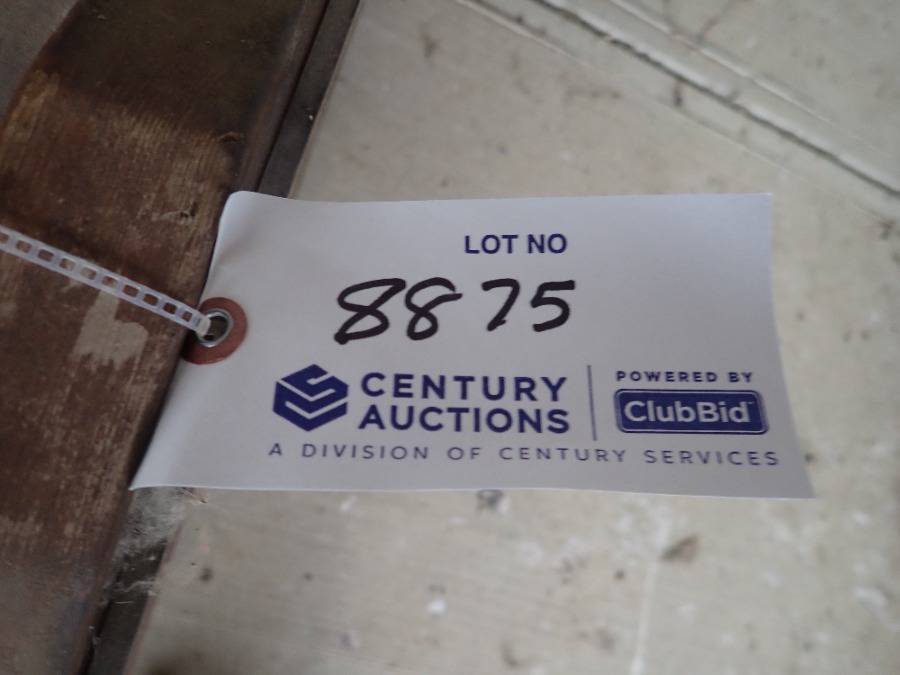 LOT NO
8875
CENTURY AUCTIONS
POWERED BY
ClubBid
A DIVISION OF CENTURY SERVICES